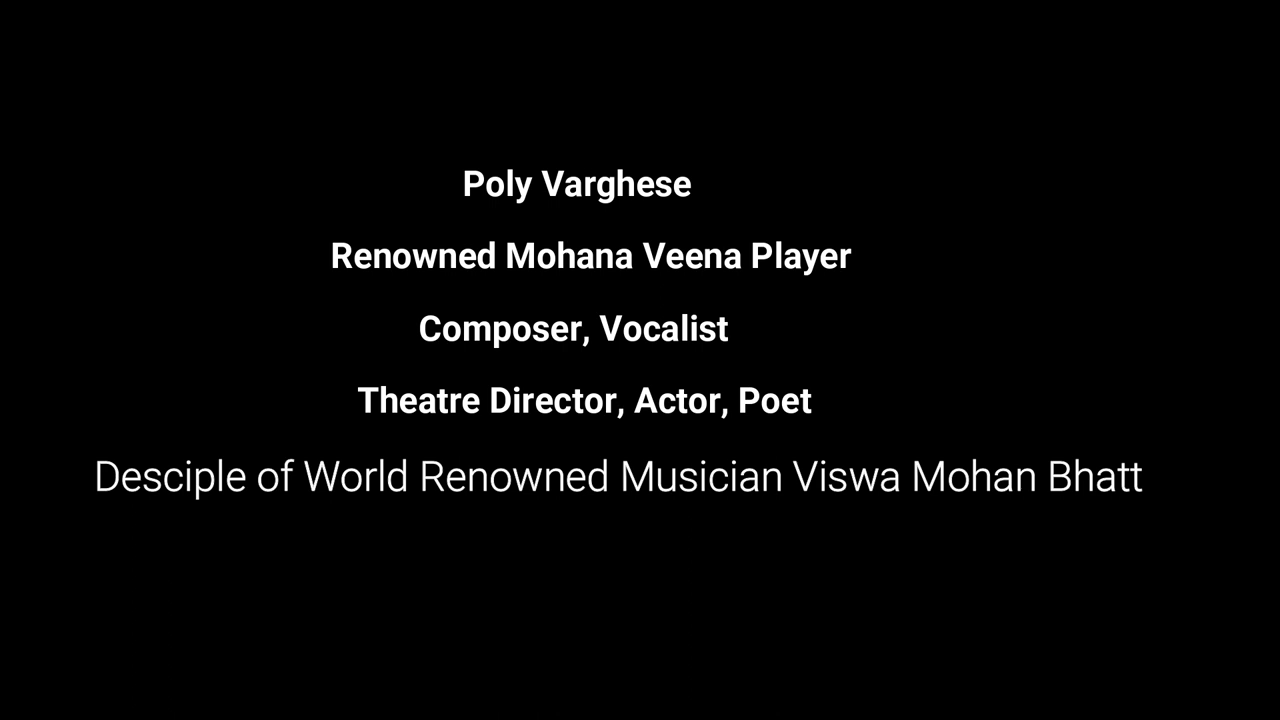 Poly Varghese
Renowned Mohana Veena Player
Composer, Vocalist
Theatre Director, Actor, Poet
Desciple of World Renowned Musician Viswa Mohan Bhatt